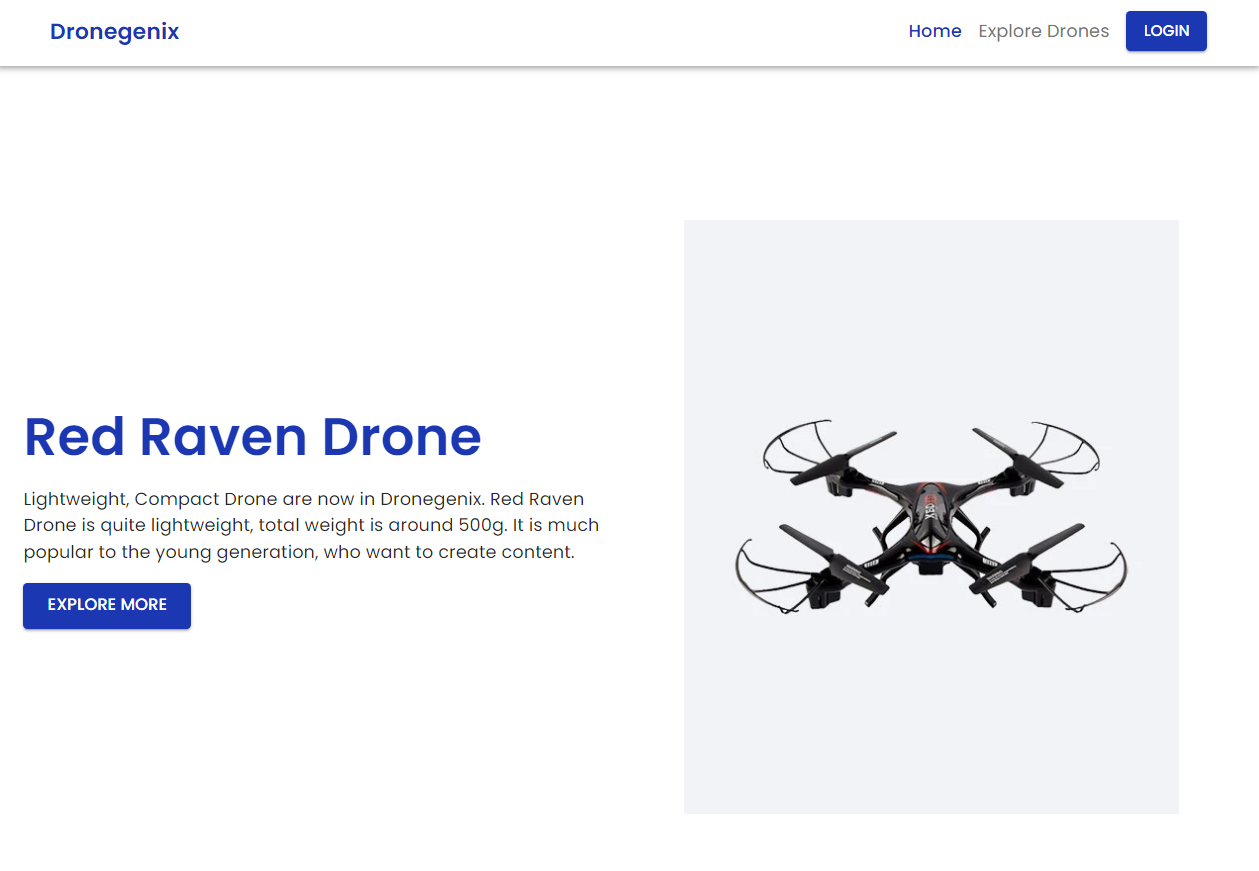 Dronegenix
Home
Explore Drones
LOGIN
Red Raven Drone
Lightweight, Compact Drone are now in Dronegenix. Red Raven
Drone is quite lightweight, total weight is around 500g. It is much
popular to the young generation, who want to create content.
EXPLORE MORE